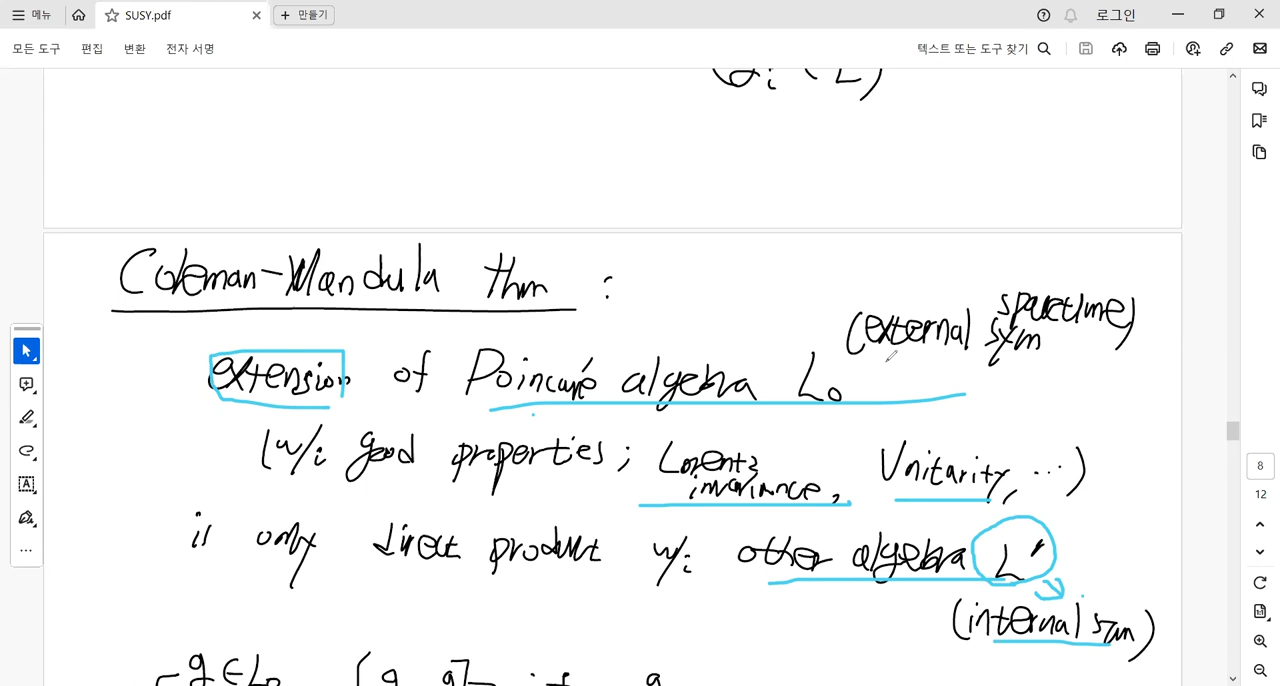 메뉴
SUSY.pdf
만들기
로그인
모든 도구 편집 변환 전자 서명
텍스트 또는 도구 찾기
Coleman-Mandula thm :
(external spacetime sym)
extension of Poincaré algebra L₀
(w/i good properties; Lorentz invariance, Unitarity, ...)
is only direct product w/i other algebra L'
(internal sym)
8
12